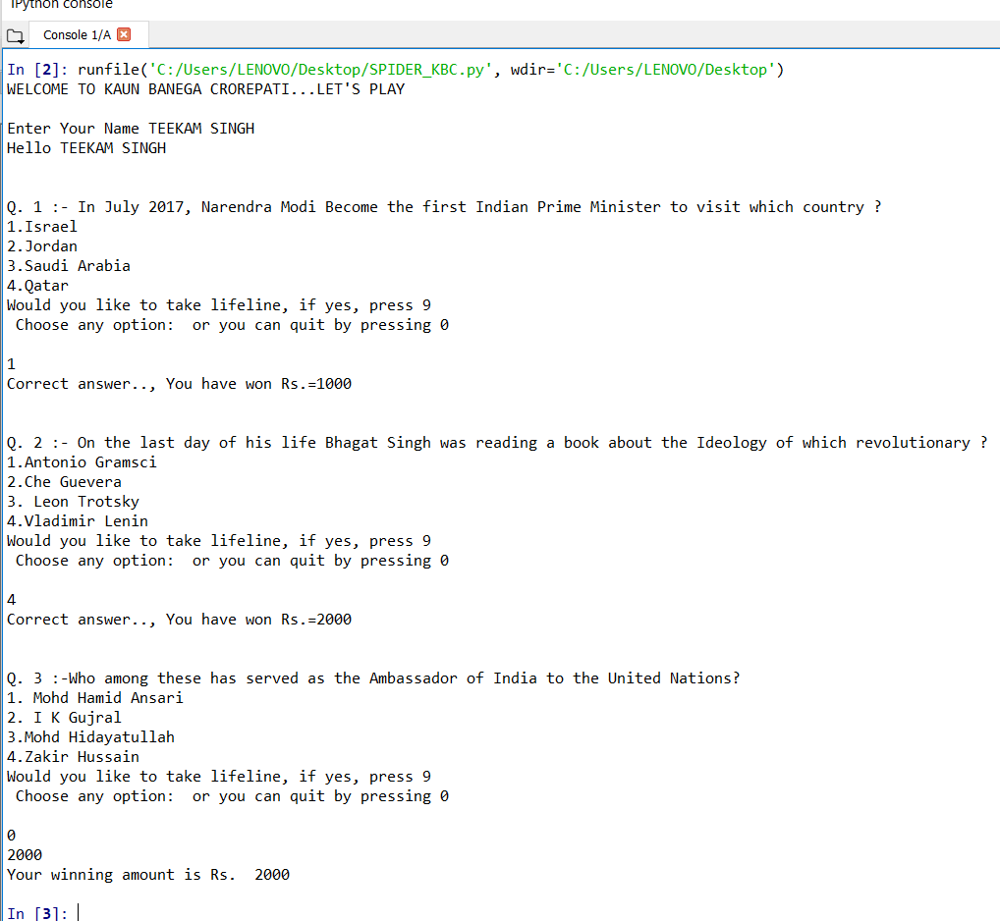 IPython console
Console 1/A
In [2]: runfile('C:/Users/LENOVO/Desktop/SPIDER_KBC.py', wdir='C:/Users/LENOVO/Desktop')
WELCOME TO KAUN BANEGA CROREPATI...LET'S PLAY
Enter Your Name TEEKAM SINGH
Hello TEEKAM SINGH
Q. 1 :- In July 2017, Narendra Modi Become the first Indian Prime Minister to visit which country ?
1.Israel
2.Jordan
3.Saudi Arabia
4.Qatar
Would you like to take lifeline, if yes, press 9
Choose any option:  or you can quit by pressing 0
1
Correct answer.., You have won Rs.=1000
Q. 2 :- On the last day of his life Bhagat Singh was reading a book about the Ideology of which revolutionary ?
1.Antonio Gramsci
2.Che Guevera
3. Leon Trotsky
4.Vladimir Lenin
Would you like to take lifeline, if yes, press 9
Choose any option:  or you can quit by pressing 0
4
Correct answer.., You have won Rs.=2000
Q. 3 :-Who among these has served as the Ambassador of India to the United Nations?
1. Mohd Hamid Ansari
2. I K Gujral
3.Mohd Hidayatullah
4.Zakir Hussain
Would you like to take lifeline, if yes, press 9
Choose any option:  or you can quit by pressing 0
0
2000
Your winning amount is Rs.  2000
In [3]: